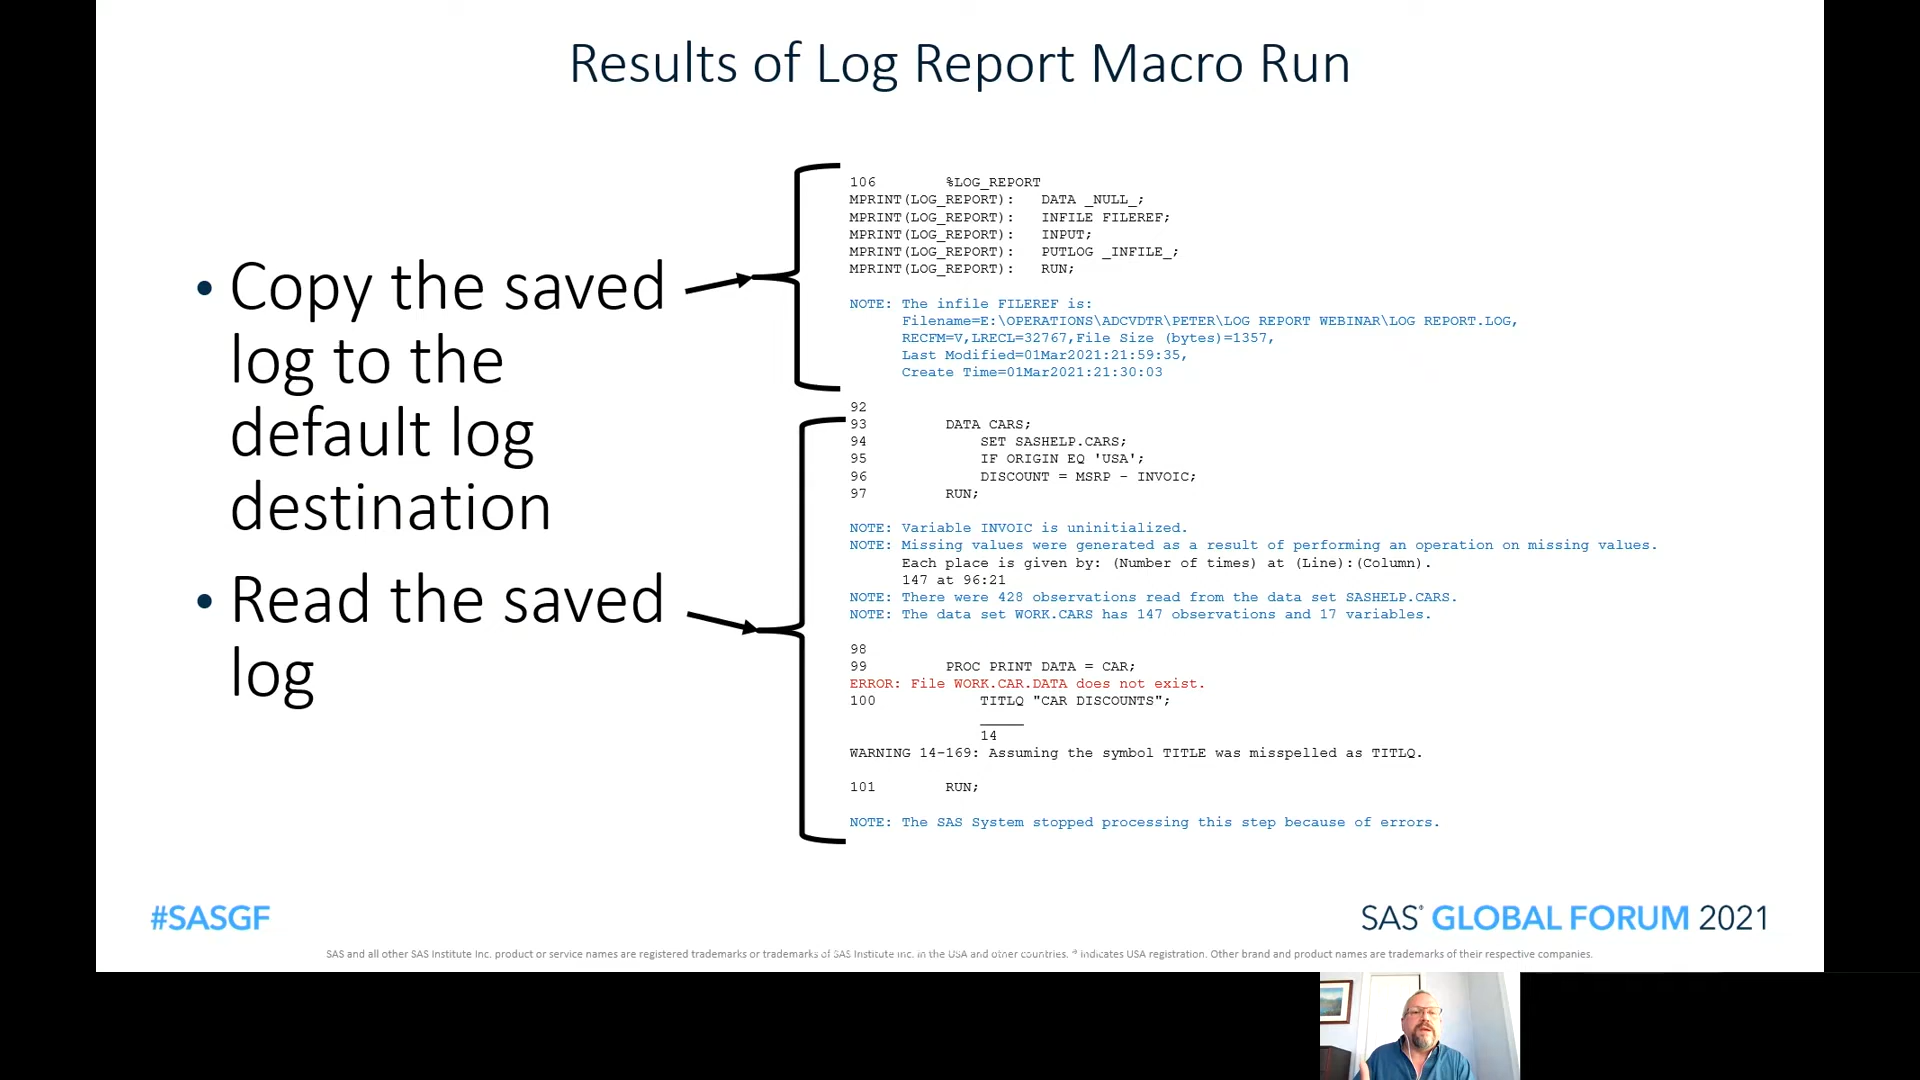 Results of Log Report Macro Run
• Copy the saved
log to the
default log
destination
• Read the saved
log
106 %LOG_REPORT
MPRINT(LOG_REPORT): DATA _NULL_;
MPRINT(LOG_REPORT): INFILE FILEREF;
MPRINT(LOG_REPORT): INPUT;
MPRINT(LOG_REPORT): PUTLOG _INFILE_;
MPRINT(LOG_REPORT): RUN;
NOTE: The infile FILEREF is:
Filename=E:\OPERATIONS\ADCVDTR\PETER\LOG REPORT WEBINAR\LOG REPORT.LOG,
RECFM=V,LRECL=32767,File Size (bytes)=1357,
Last Modified=01Mar2021:21:59:35,
Create Time=01Mar2021:21:30:03
92
93 DATA CARS;
94 SET SASHELP.CARS;
95 IF ORIGIN EQ 'USA';
96 DISCOUNT = MSRP - INVOIC;
97 RUN;
NOTE: Variable INVOIC is uninitialized.
NOTE: Missing values were generated as a result of performing an operation on missing values.
Each place is given by: (Number of times) at (Line):(Column).
147 at 96:21
NOTE: There were 428 observations read from the data set SASHELP.CARS.
NOTE: The data set WORK.CARS has 147 observations and 17 variables.
98
99 PROC PRINT DATA = CAR;
ERROR: File WORK.CAR.DATA does not exist.
100 TITLQ "CAR DISCOUNTS";
_____
14
WARNING 14-169: Assuming the symbol TITLE was misspelled as TITLQ.
101 RUN;
NOTE: The SAS System stopped processing this step because of errors.
#SASGF
SAS® GLOBAL FORUM 2021
SAS and all other SAS Institute Inc. product or service names are registered trademarks or trademarks of SAS Institute Inc. in the USA and other countries. ® indicates USA registration. Other brand and product names are trademarks of their respective companies.